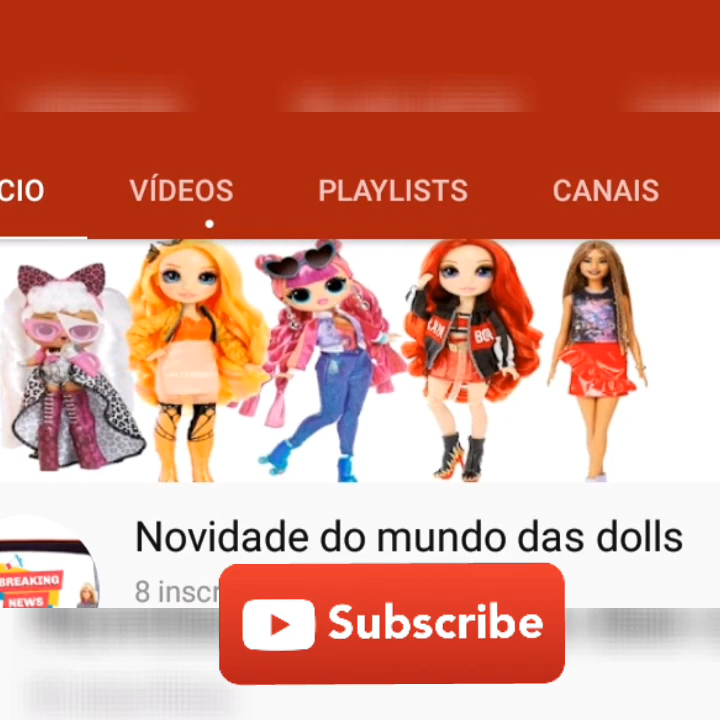 CIO VÍDEOS PLAYLISTS CANAIS
Novidade do mundo das dolls
8 inscr
BREAKING
NEWS
Subscribe